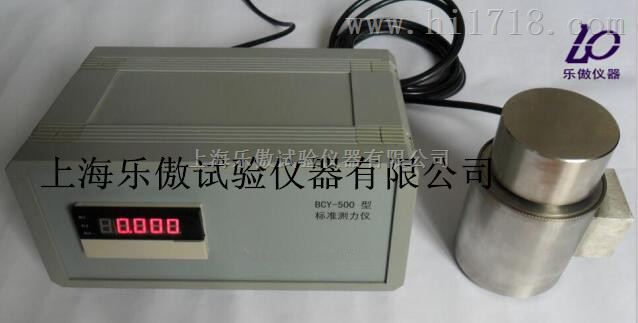 www.hi1718.com
乐傲仪器
上海乐傲试验仪器有限公司
上海乐傲试验仪器有限公司
BCY-500 型
标准测力仪
0.000